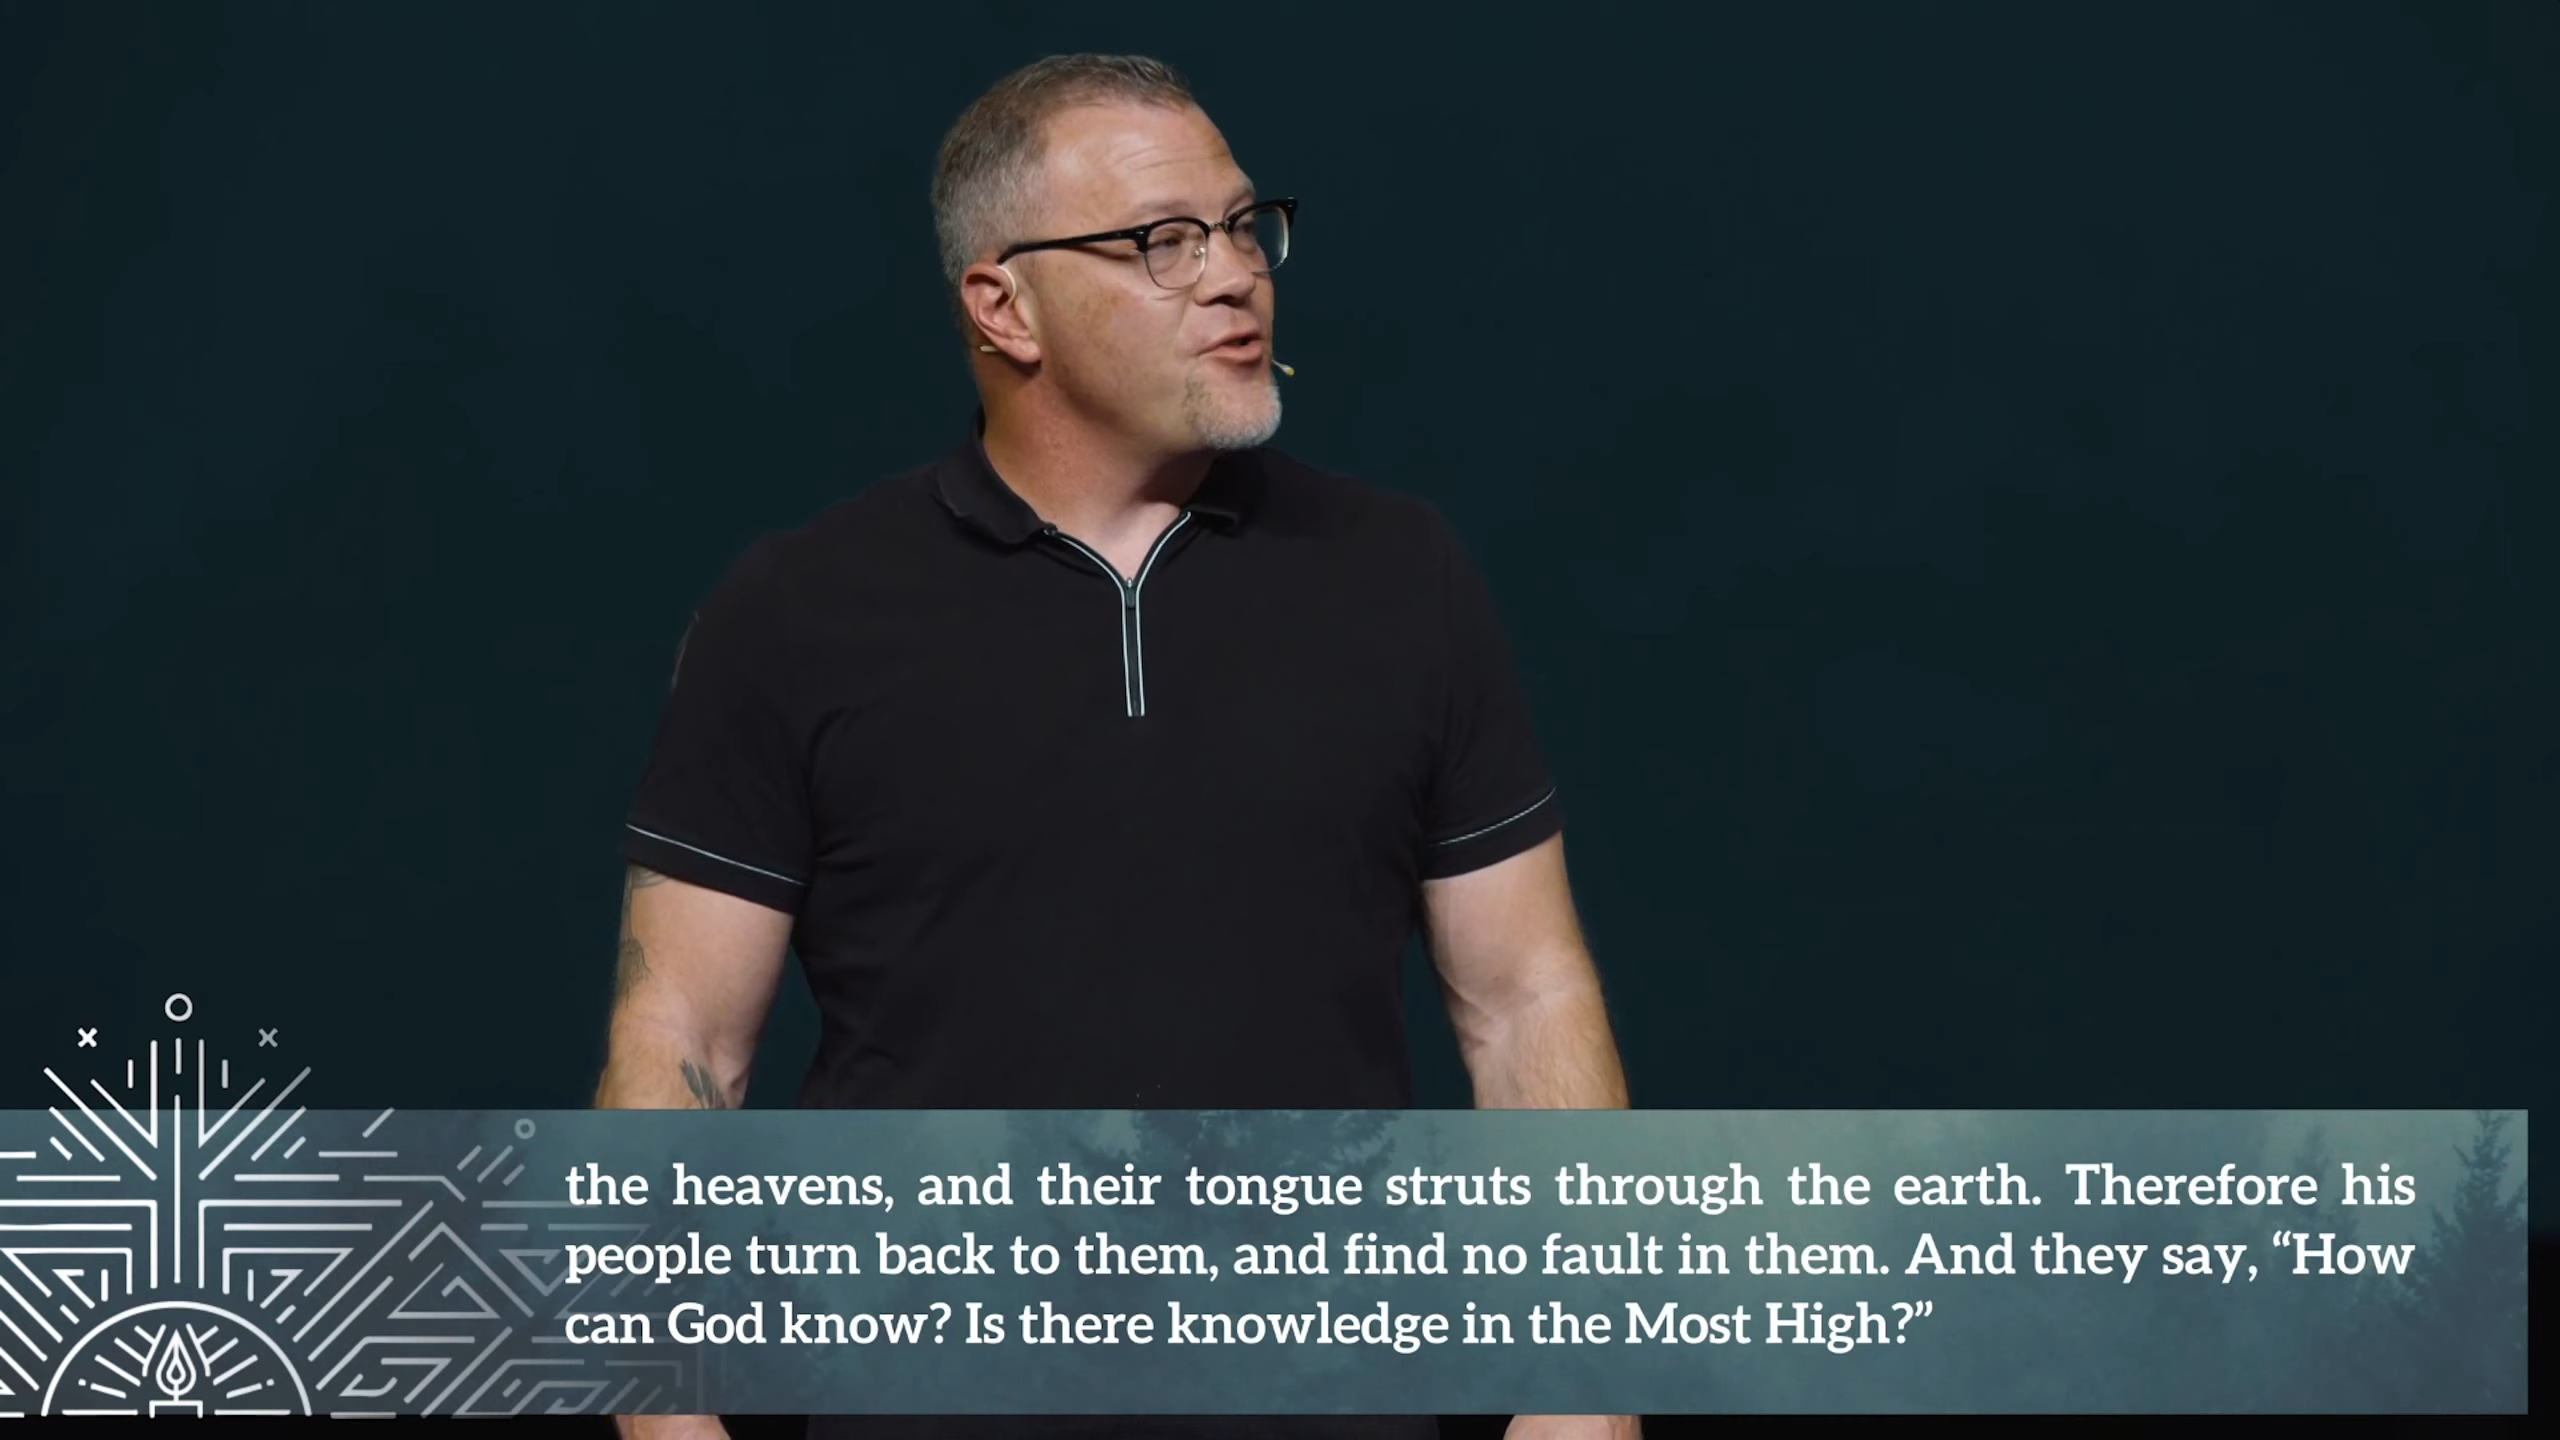 the heavens, and their tongue struts through the earth. Therefore his
people turn back to them, and find no fault in them. And they say, “How
can God know? Is there knowledge in the Most High?”